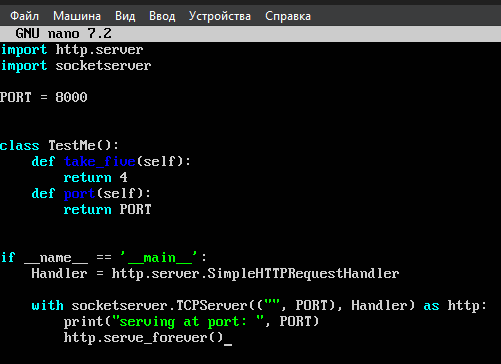 Файл Машина Вид Ввод Устройства Справка
GNU nano 7.2
import http.server
import socketserver

PORT = 8000


class TestMe():
    def take_five(self):
        return 4
    def port(self):
        return PORT


if __name__ == '__main__':
    Handler = http.server.SimpleHTTPRequestHandler

    with socketserver.TCPServer(("", PORT), Handler) as http:
        print("serving at port: ", PORT)
        http.serve_forever()